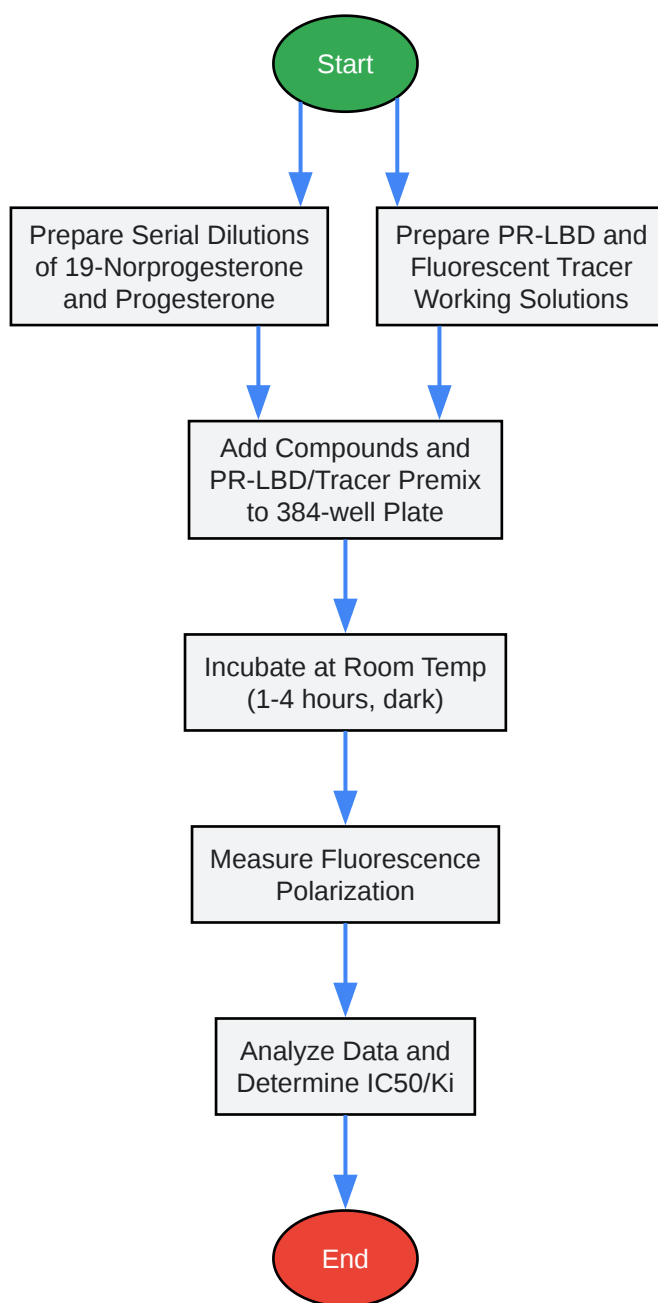 Start
Prepare Serial Dilutions
of 19-Norprogesterone
and Progesterone
Prepare PR-LBD and
Fluorescent Tracer
Working Solutions
Add Compounds and
PR-LBD/Tracer Premix
to 384-well Plate
Incubate at Room Temp
(1-4 hours, dark)
Measure Fluorescence
Polarization
Analyze Data and
Determine IC50/Ki
End